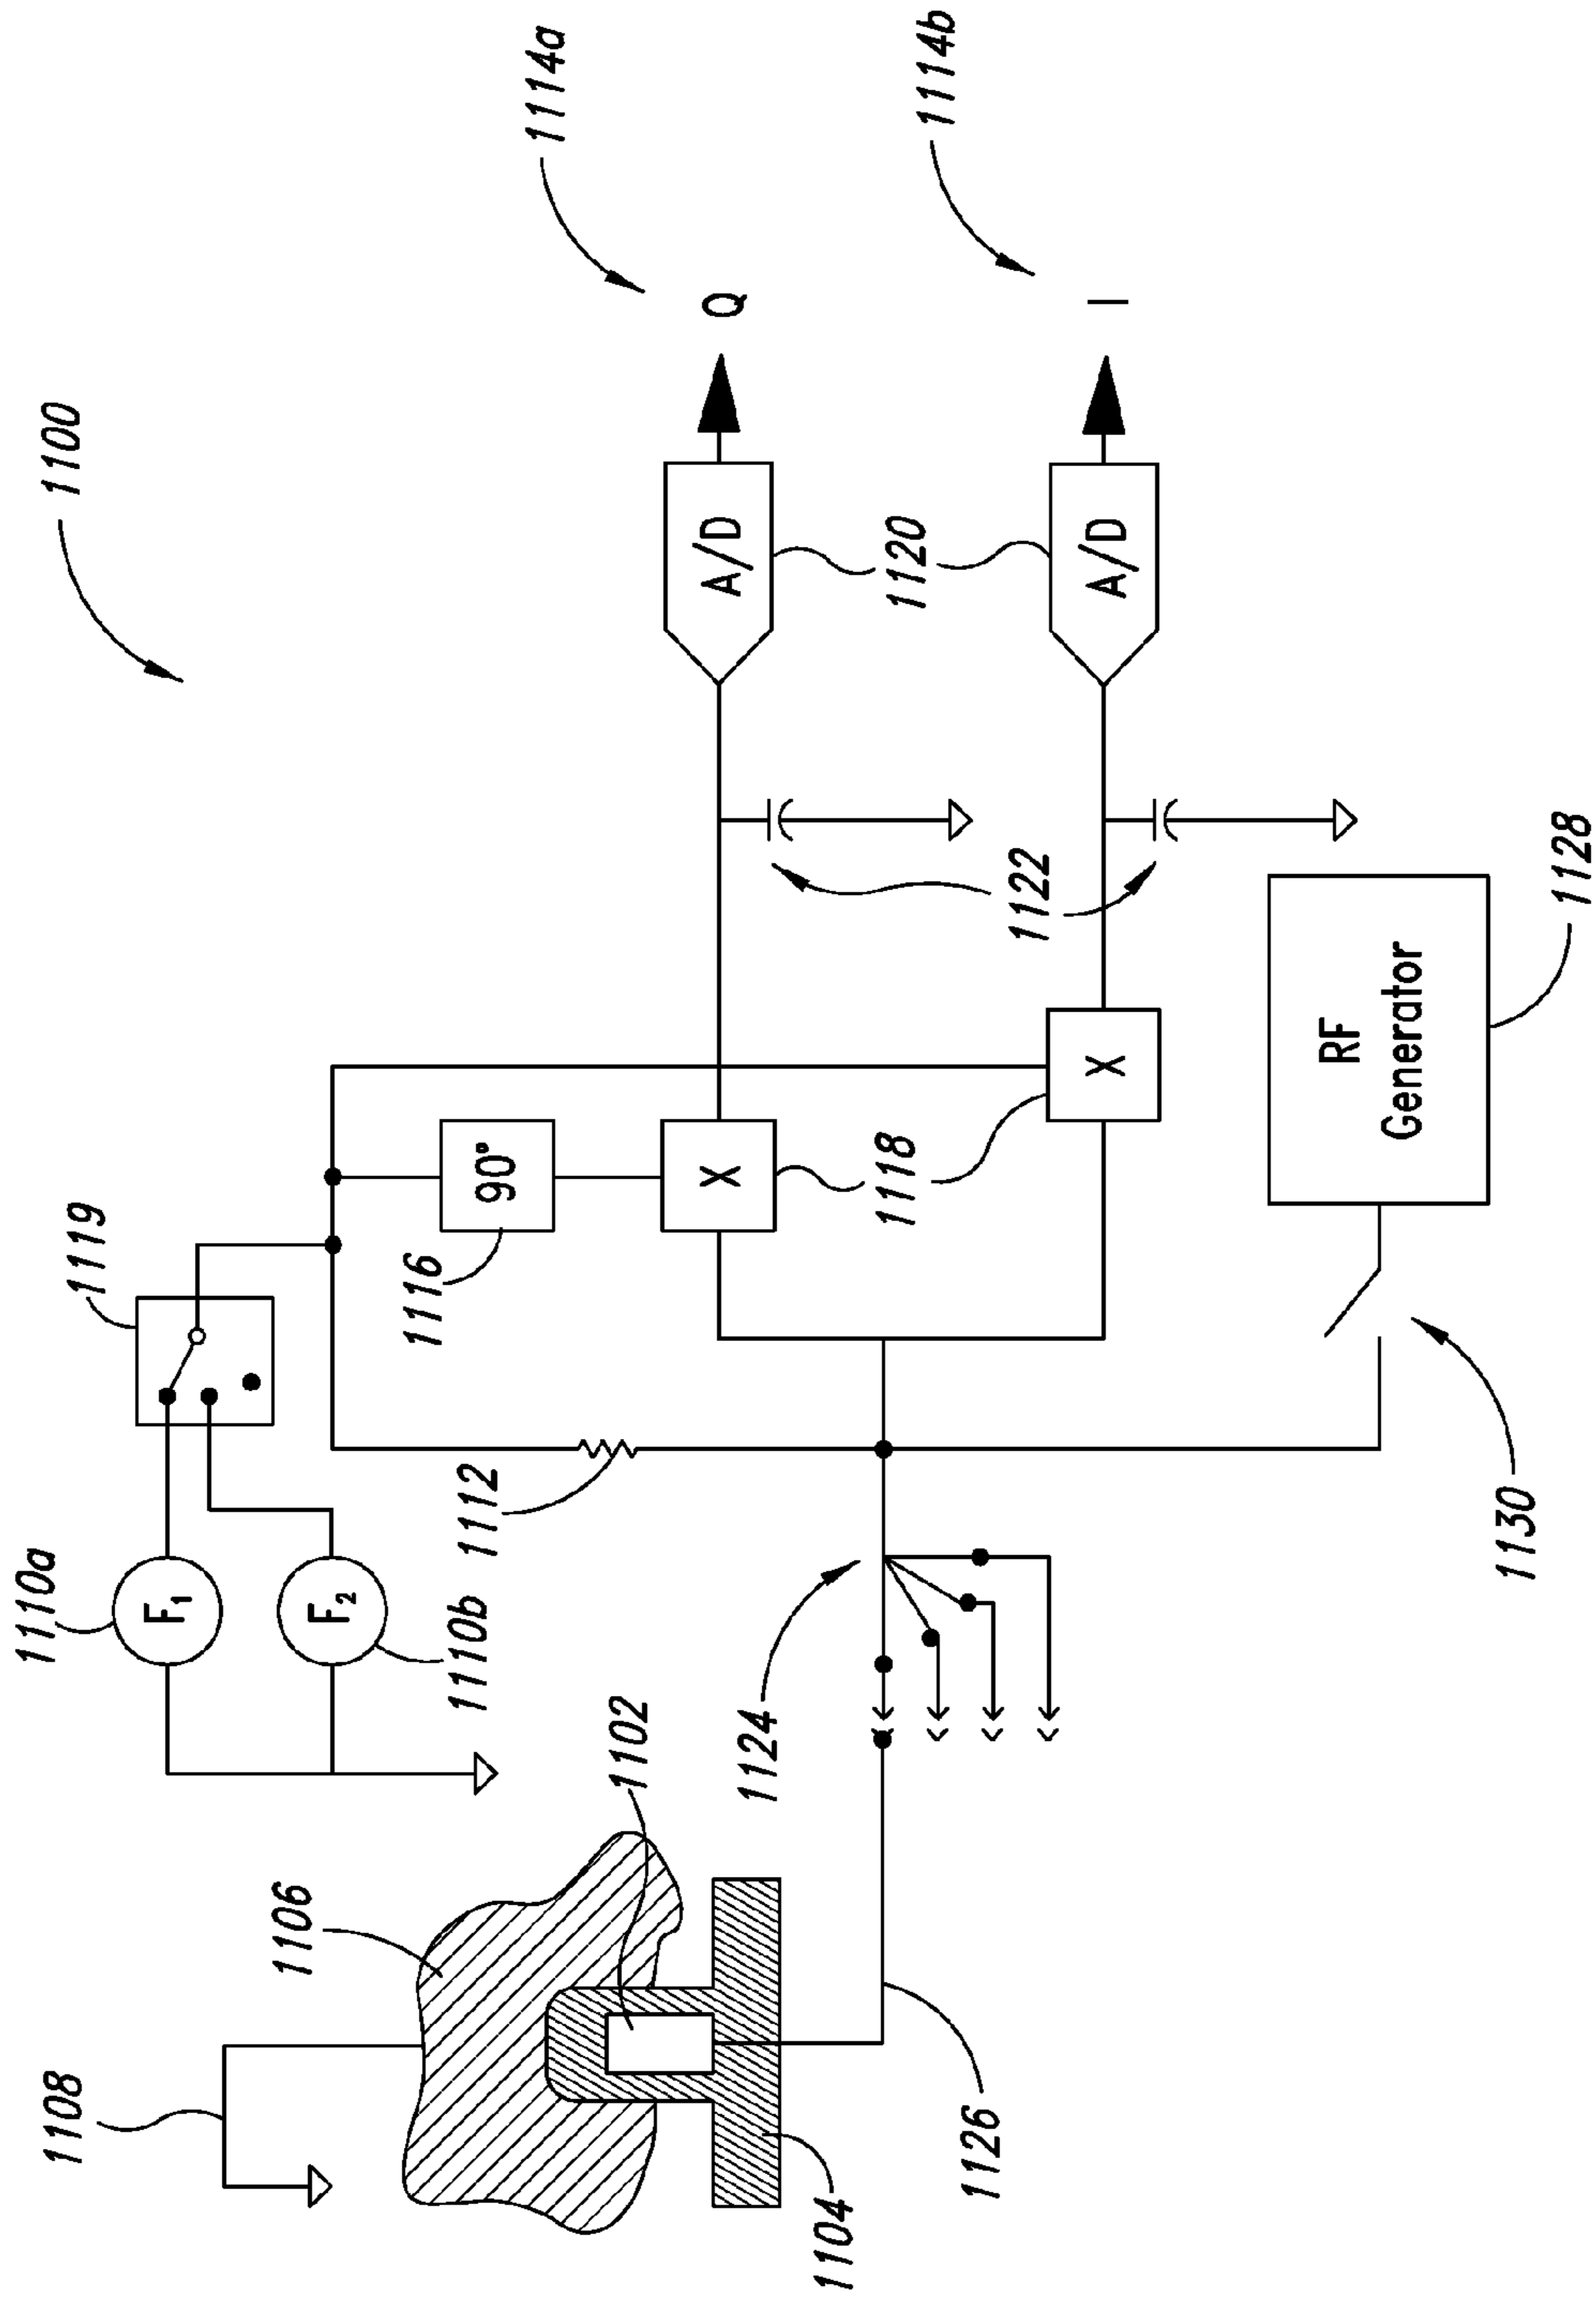 1100
1108
1106
1110a
F1
F2
1110b
1119
1102
1112
1116
90°
1114a
Q
1114b
I
A/D
A/D
1120
1122
X
X
1118
1124
1104
1126
RF
Generator
1128
1130